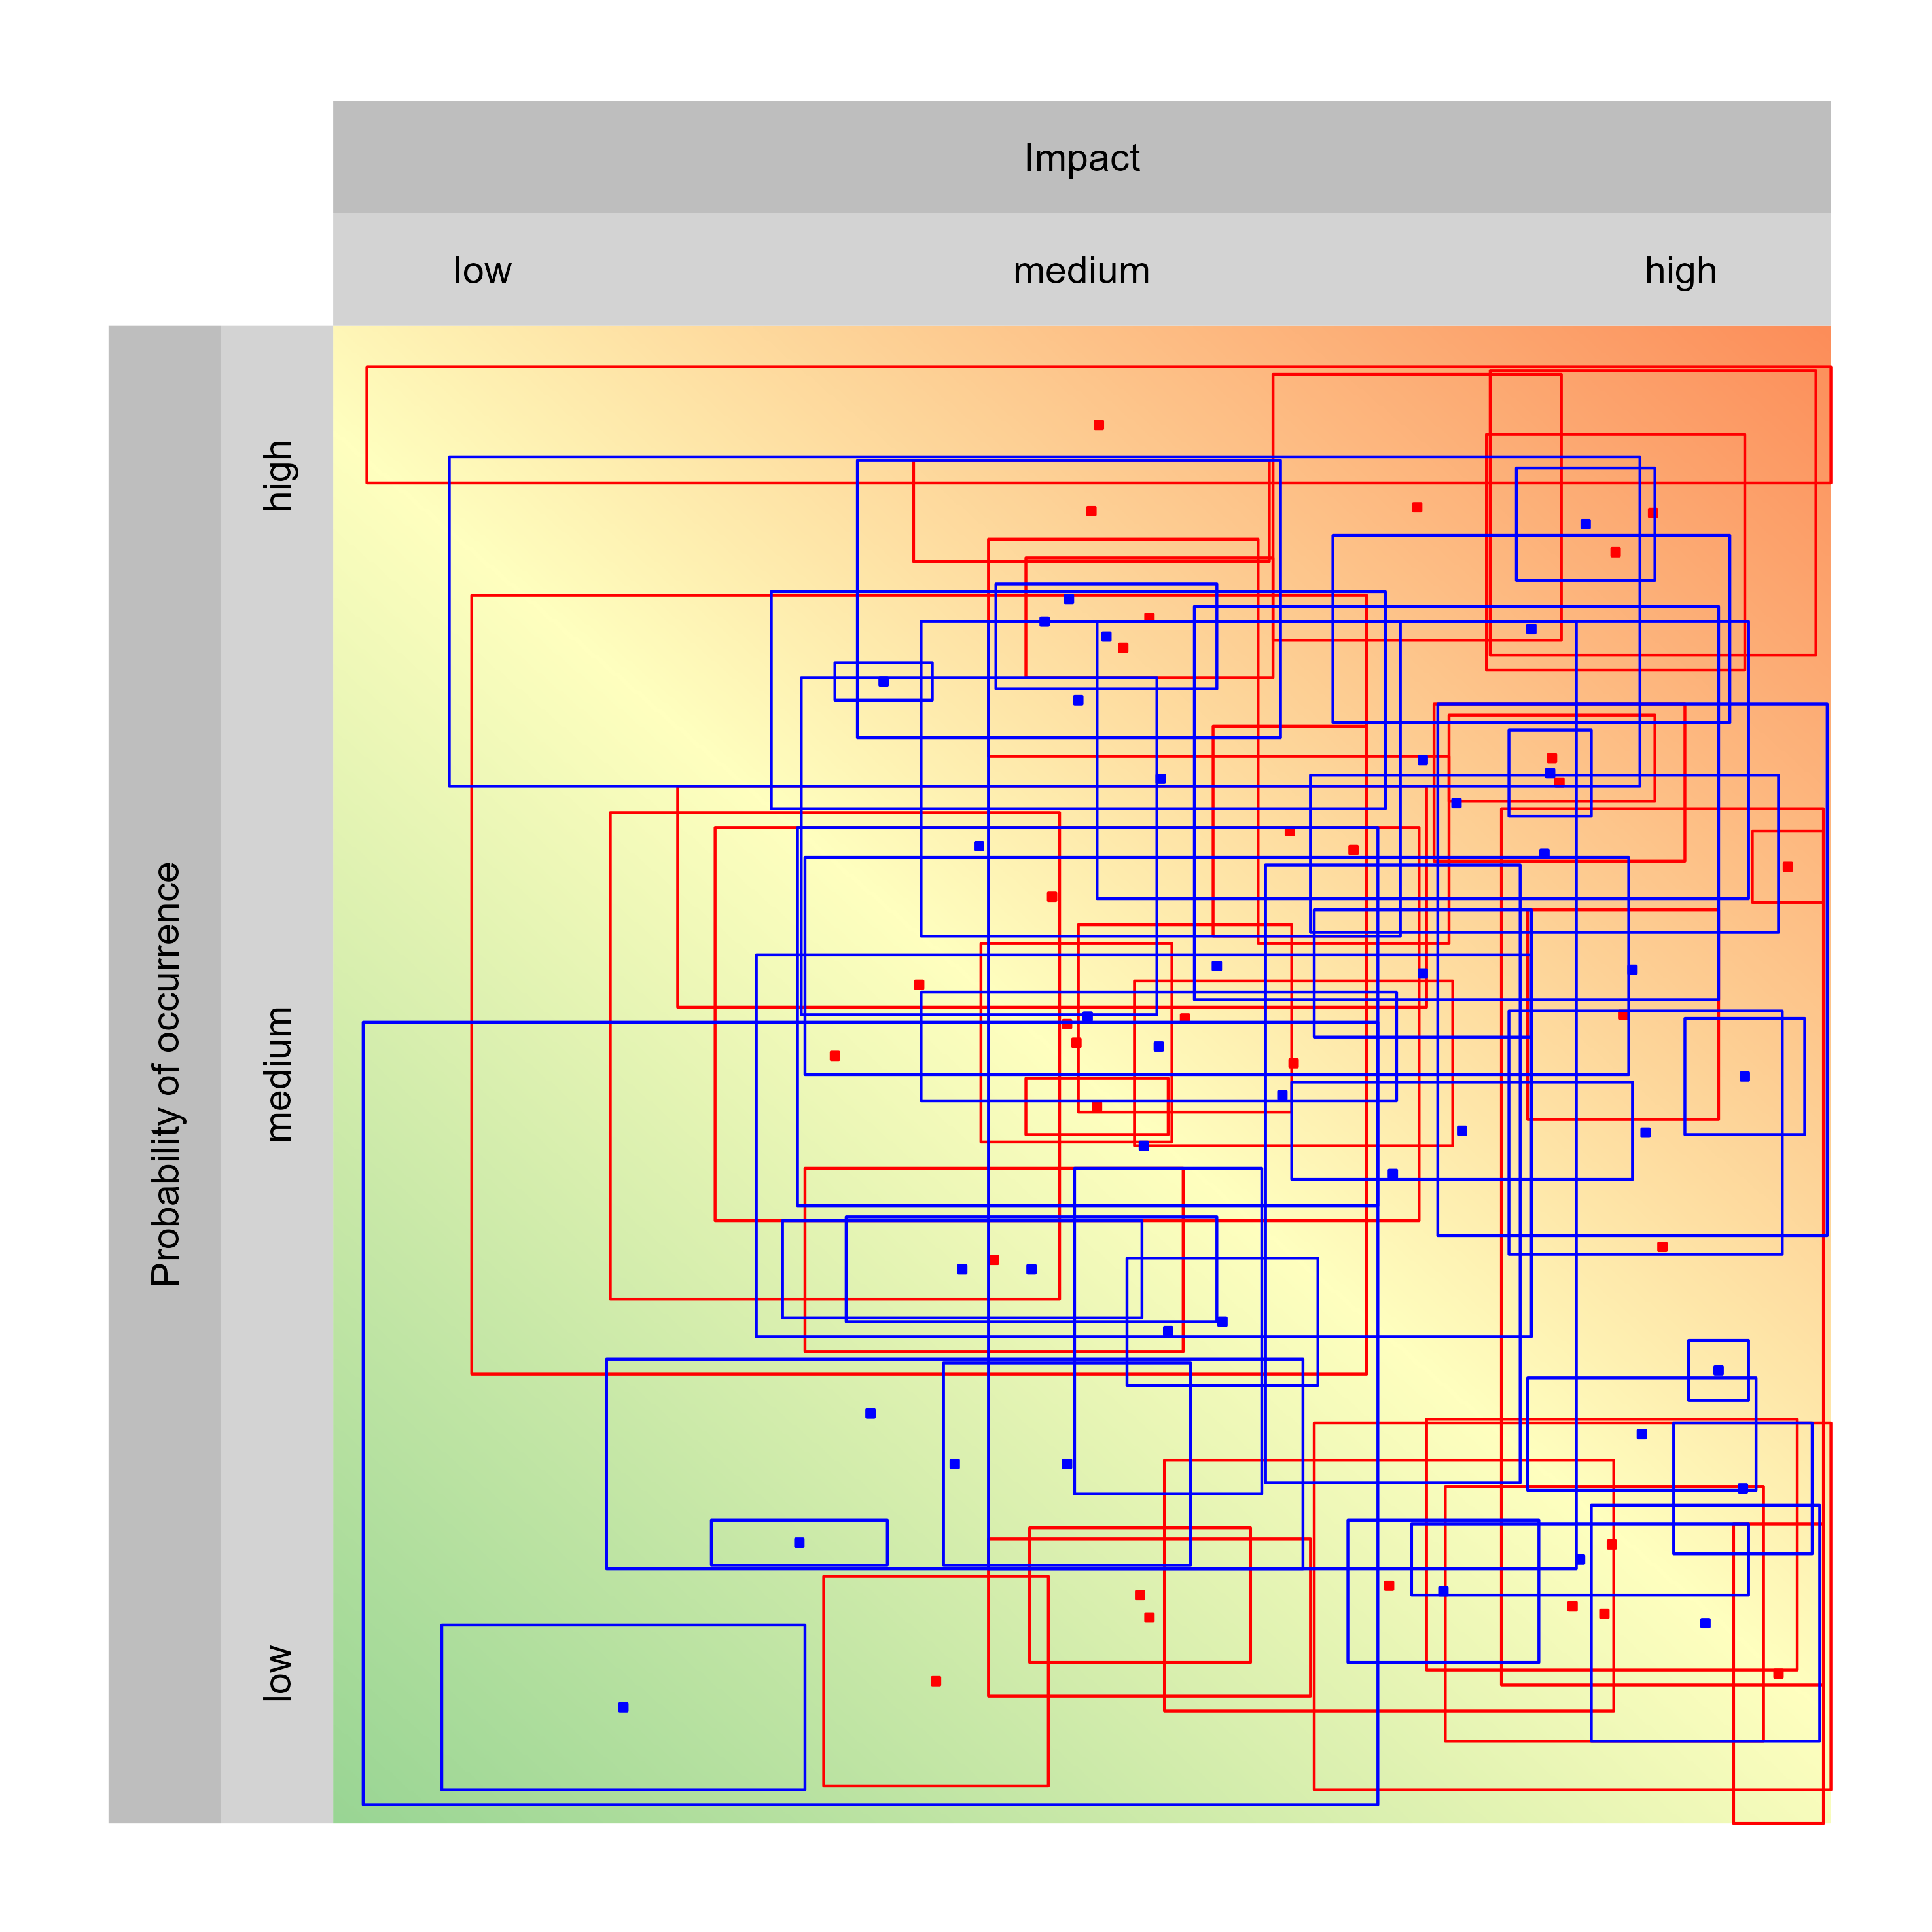 Impact
low
medium
high
Probability of occurrence
high
medium
low